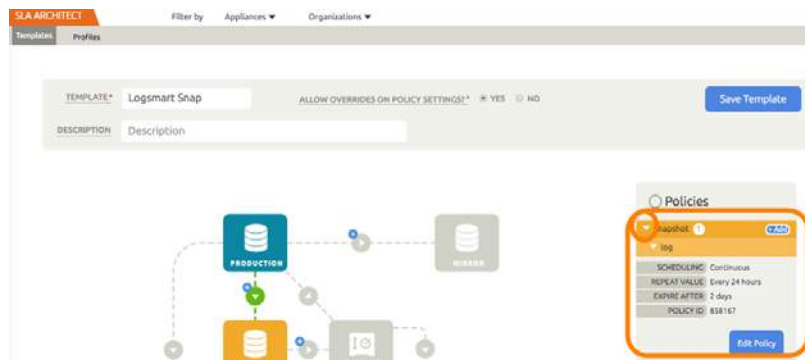 SLA ARCHITECT
Filter by Appliances ▼ Organizations ▼
Templates Profiles
TEMPLATE* Logsmart Snap ALLOW OVERRIDES ON POLICY SETTINGS?* YES NO Save Template
DESCRIPTION Description
Policies
snapshot 1 + Add
log
SCHEDULING Continuous
REPEAT VALUE Every 24 hours
EXPIRE AFTER 2 days
POLICY ID 858167
Edit Policy
PRODUCTION
MIRROR